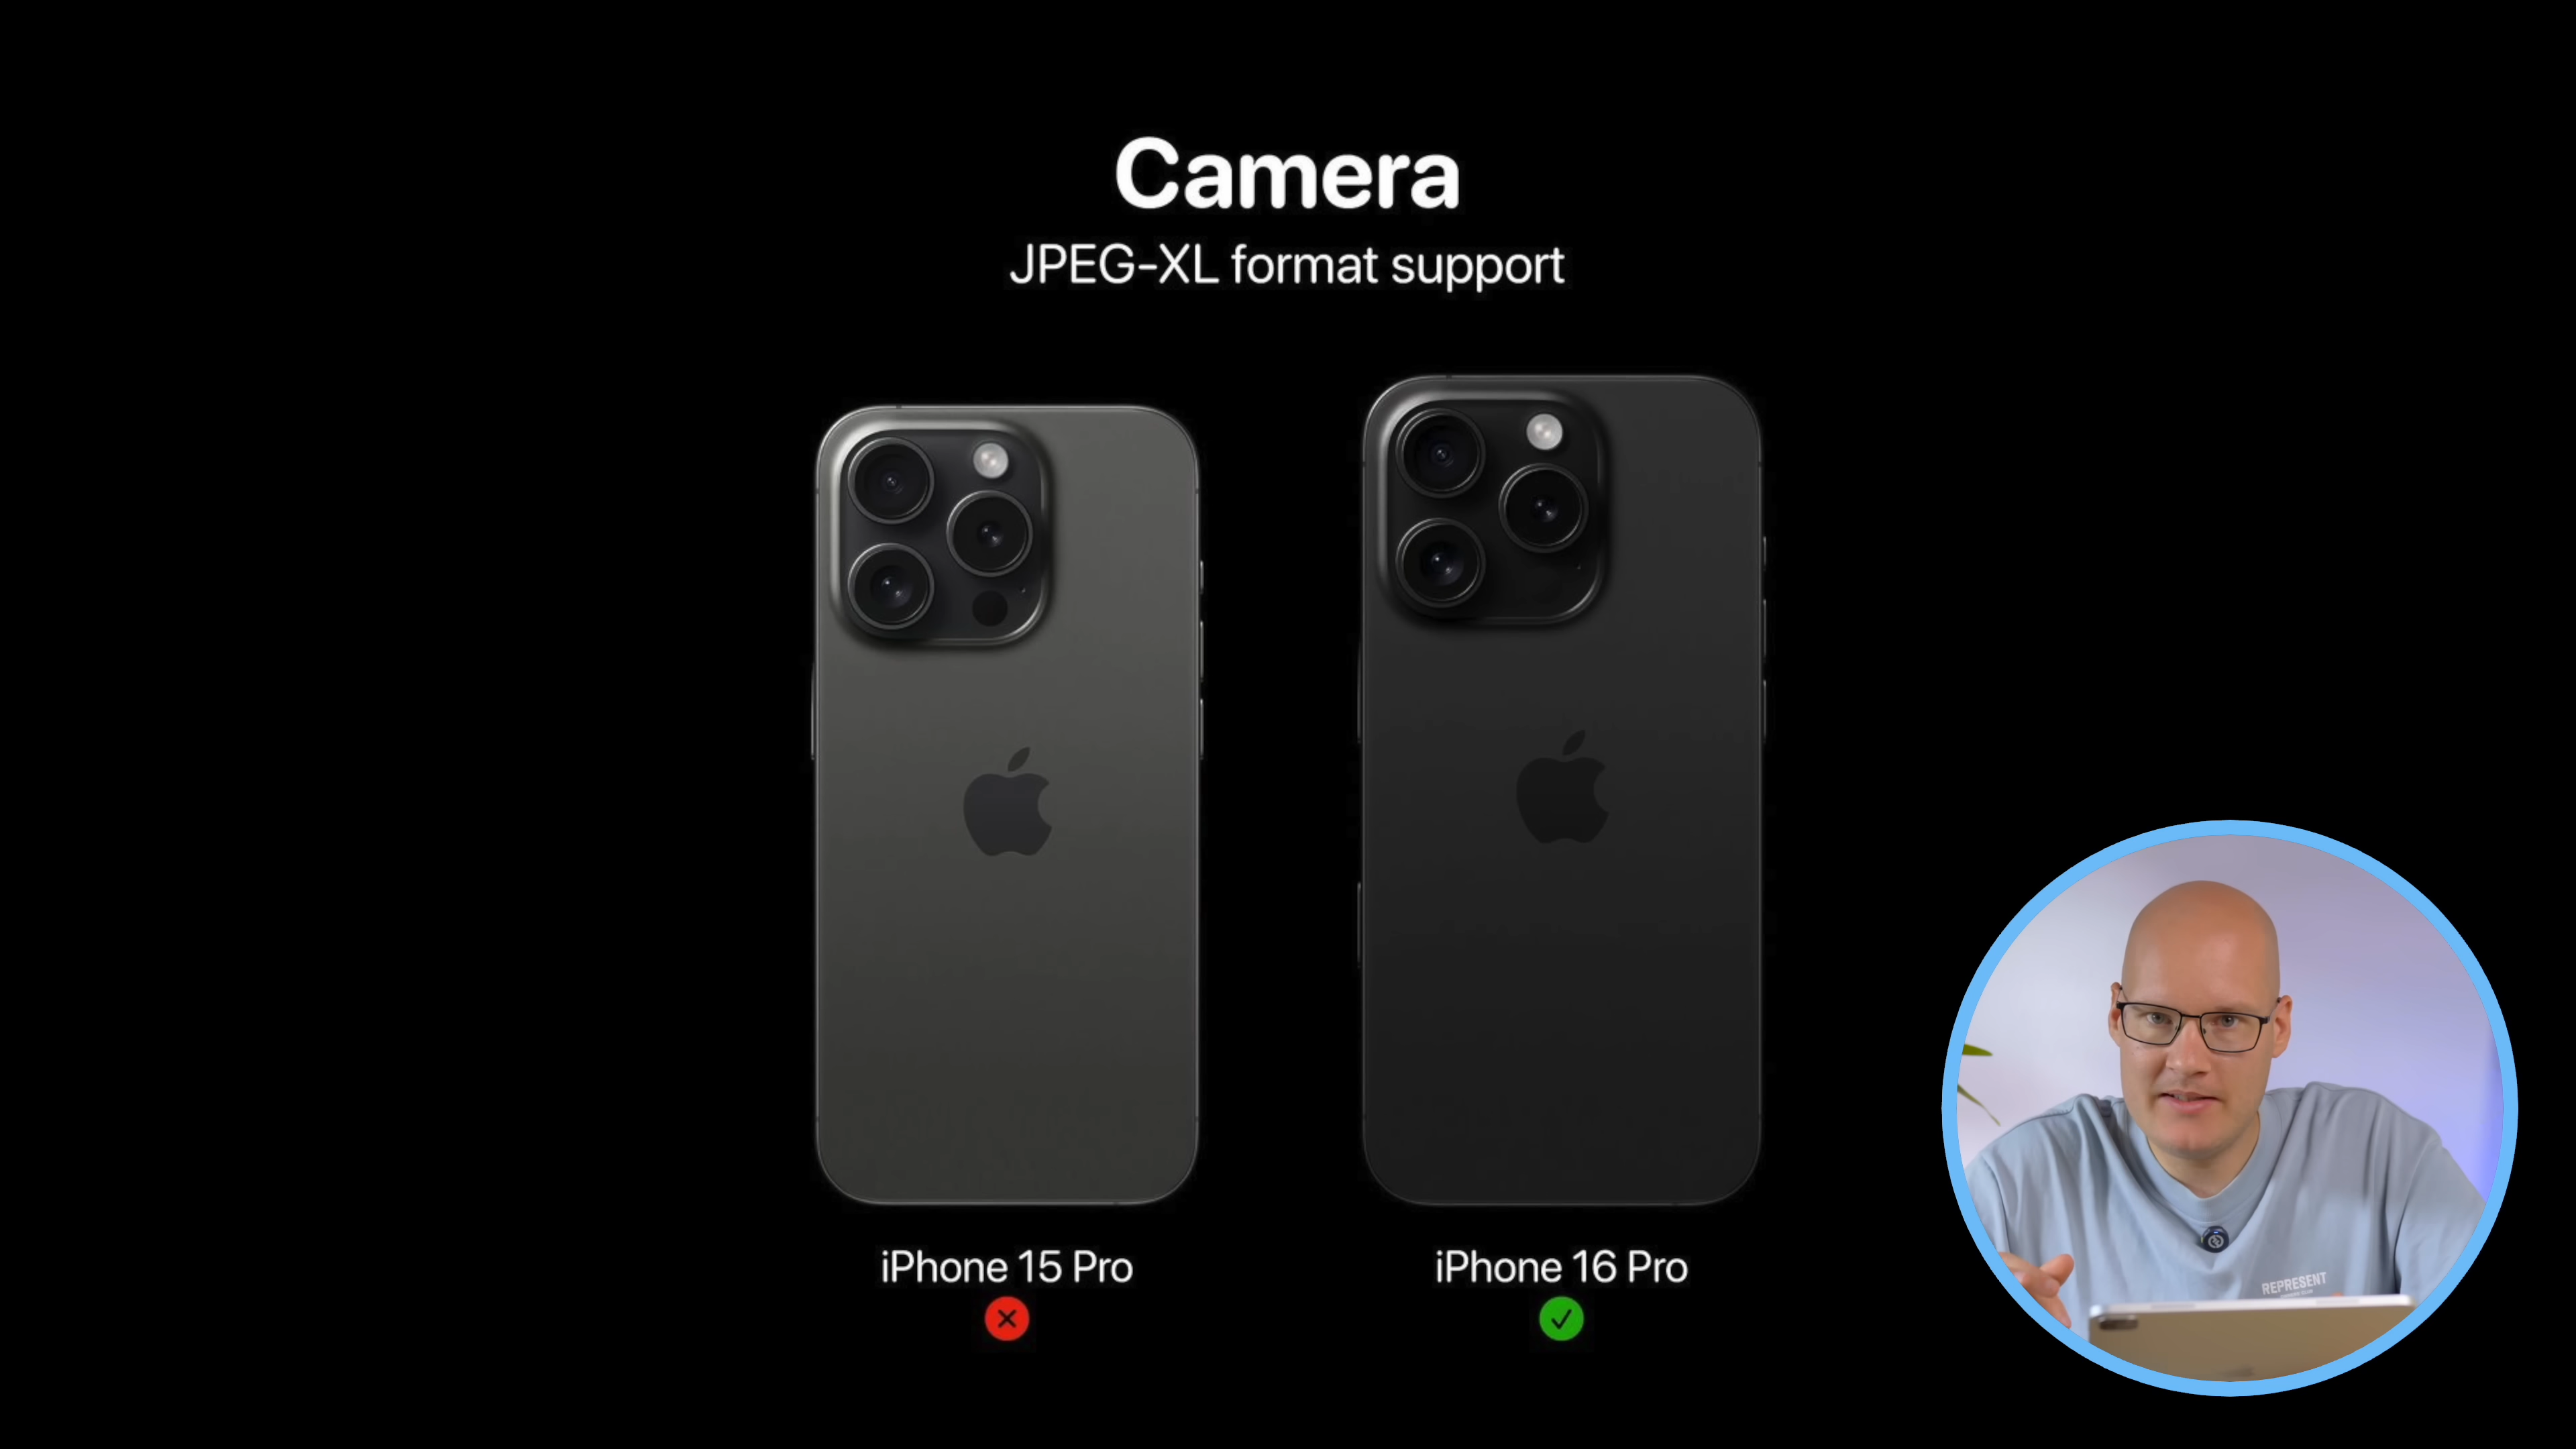 Camera
JPEG-XL format support
iPhone 15 Pro
iPhone 16 Pro
REPRESENT